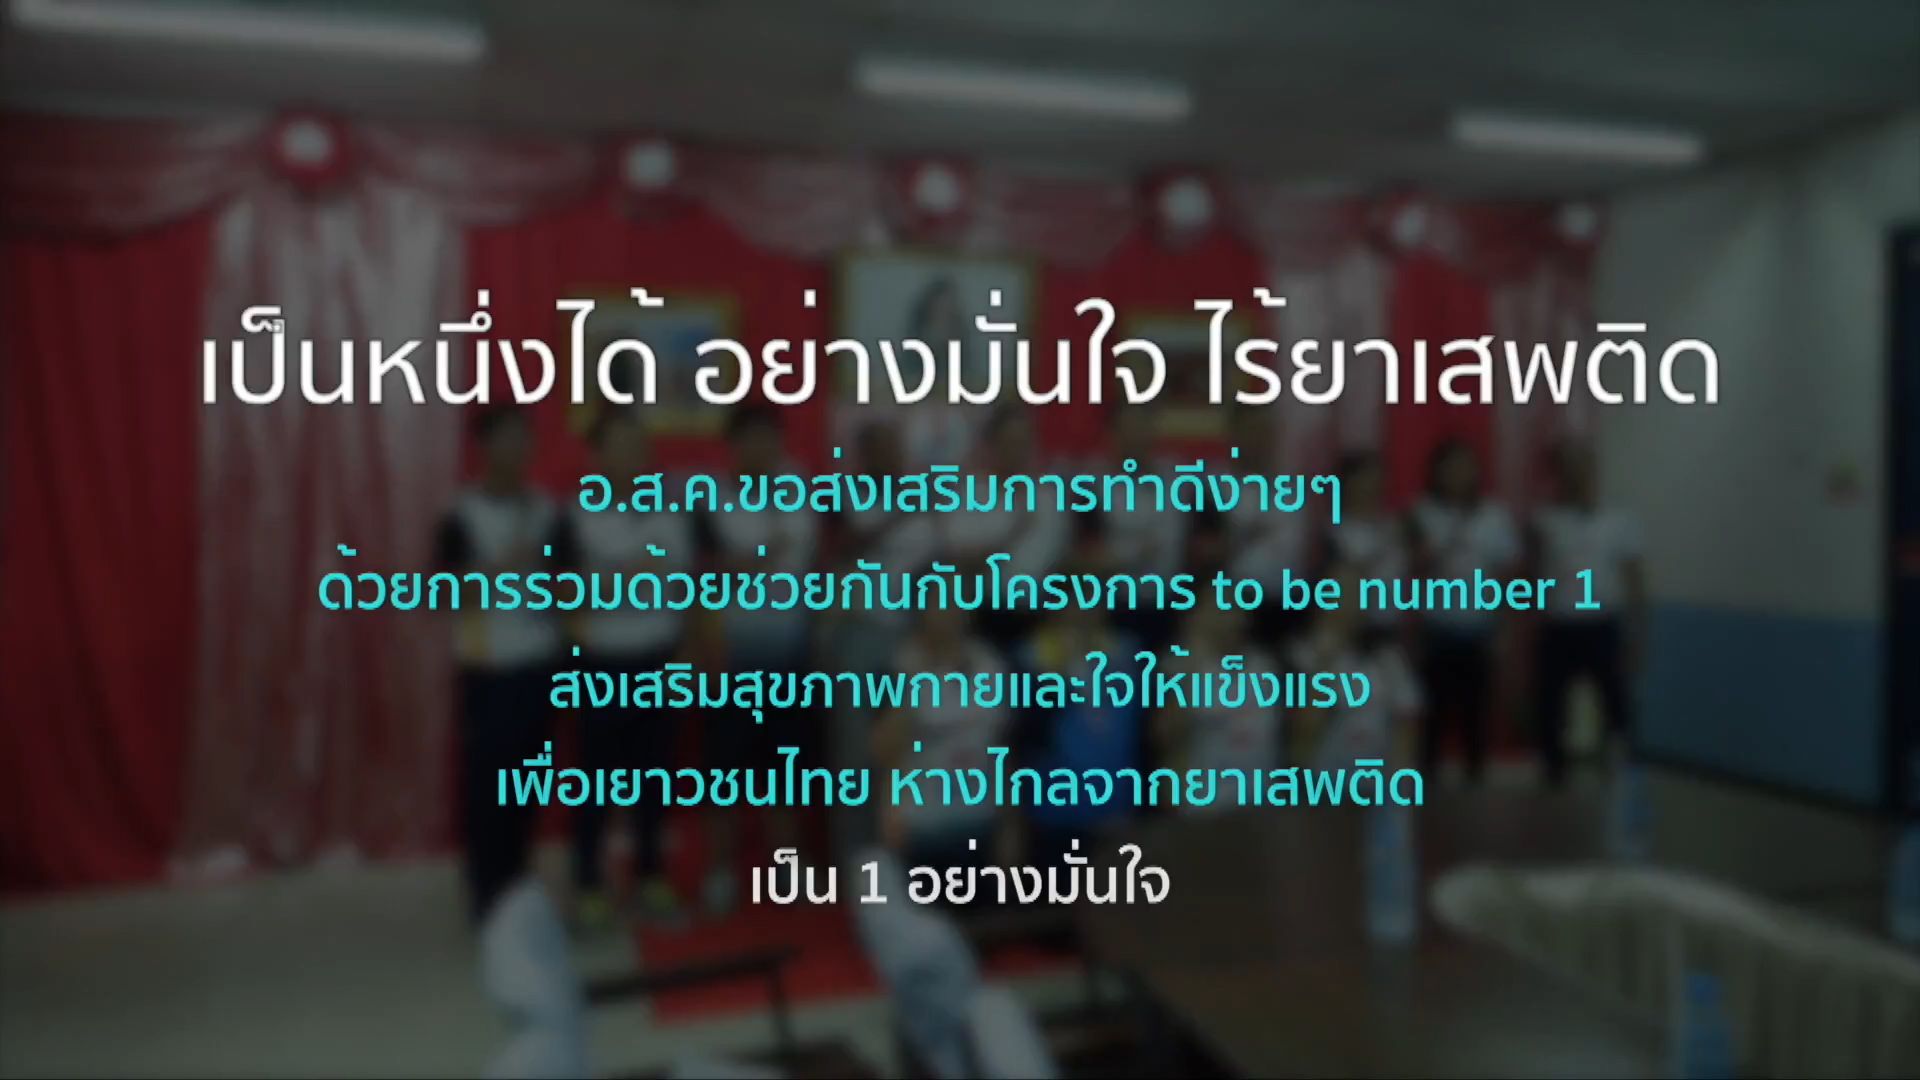 เป็นหนึ่งได้ อย่างมั่นใจ ไร้ยาเสพติด
อ.ส.ค.ขอส่งเสริมการทำดีง่ายๆ
ด้วยการร่วมด้วยช่วยกันกับโครงการ to be number 1
ส่งเสริมสุขภาพกายและใจให้แข็งแรง
เพื่อเยาวชนไทย ห่างไกลจากยาเสพติด
เป็น 1 อย่างมั่นใจ